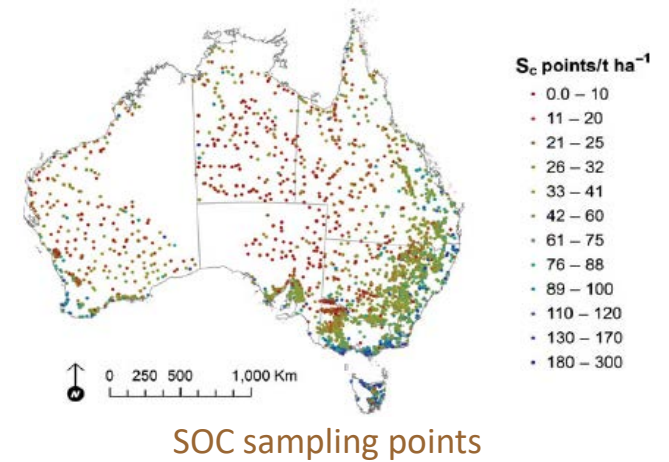 Sc points/t ha⁻¹
0.0 – 10
11 – 20
21 – 25
26 – 32
33 – 41
42 – 60
61 – 75
76 – 88
89 – 100
110 – 120
130 – 170
180 – 300
N
0 250 500 1,000 Km
SOC sampling points